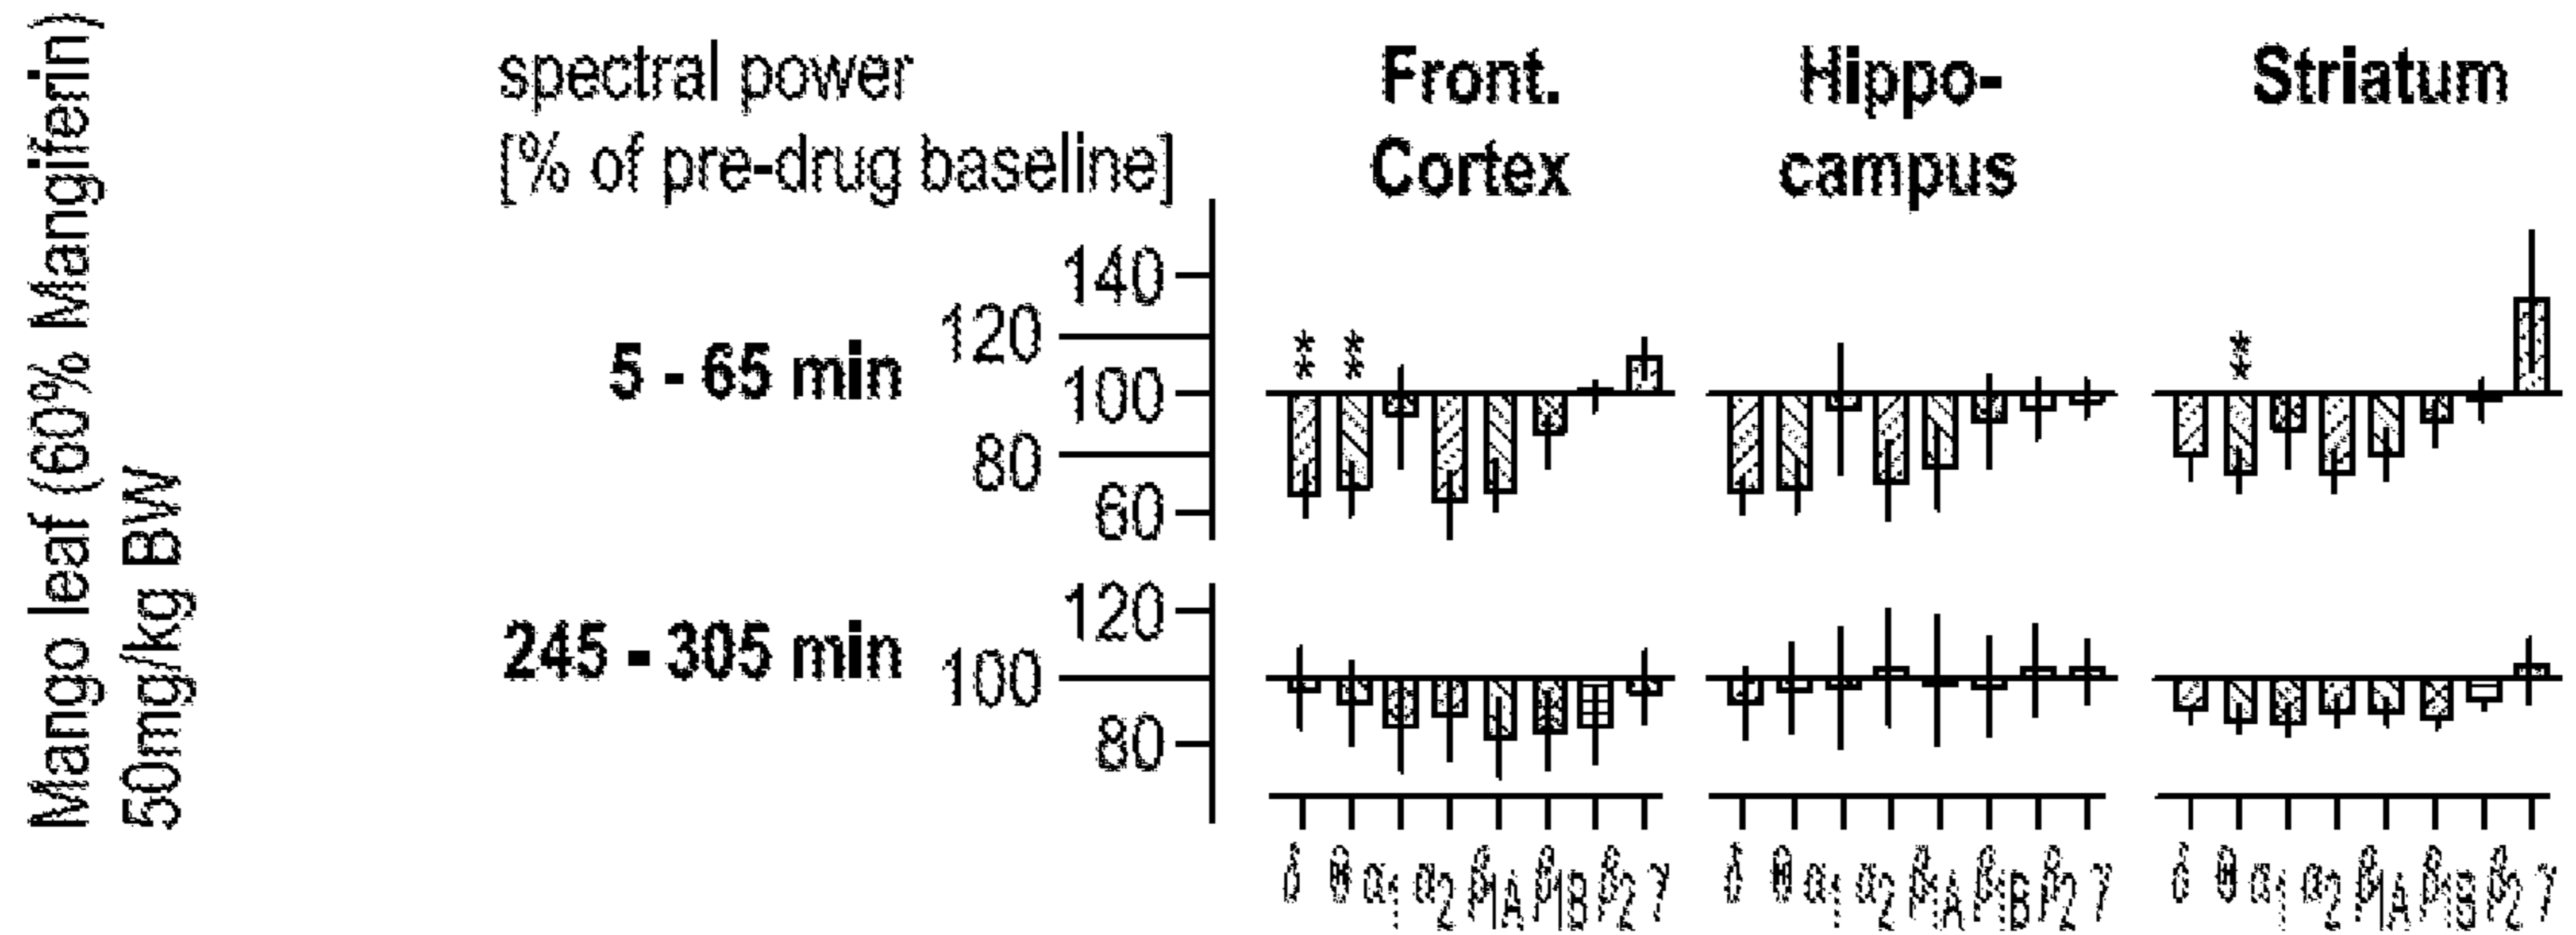 Mango leaf (60% Mangiferin)
50mg/kg BW
spectral power
[% of pre-drug baseline]
Front.
Cortex
Hippo-
campus
Striatum
5 - 65 min
140
120
100
80
60
** **
**
245 - 305 min
120
100
80
δ θ α1 α2 β1A β1B β2 γ
δ θ α1 α2 β1A β1B β2 γ
δ θ α1 α2 β1A β1B β2 γ